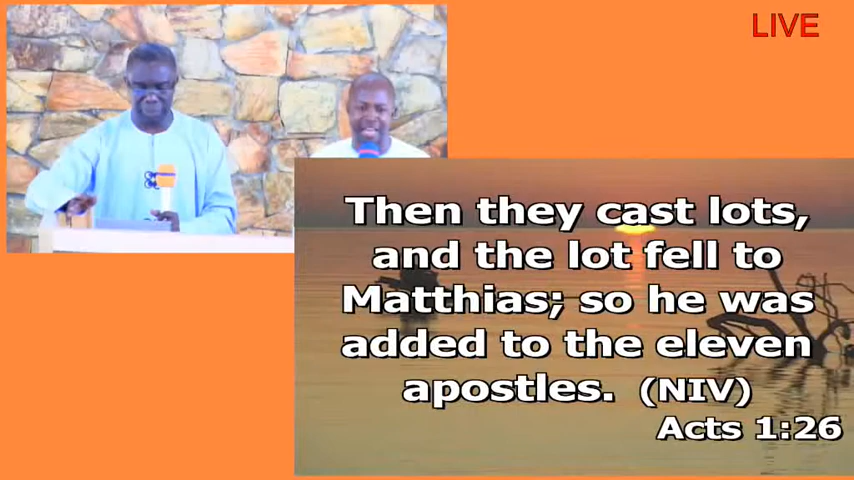 LIVE
Then they cast lots,
and the lot fell to
Matthias; so he was
added to the eleven
apostles. (NIV)
Acts 1:26